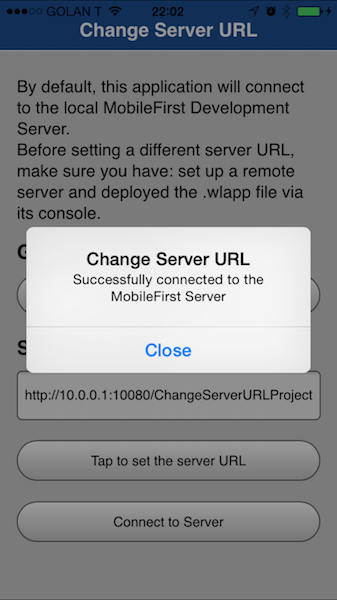 GOLAN T 22:02
Change Server URL
By default, this application will connect
to the local MobileFirst Development
Server.
Before setting a different server URL,
make sure you have: set up a remote
server and deployed the .wlapp file via
its console.
G
Change Server URL
Successfully connected to the
MobileFirst Server
Close
S
http://10.0.0.1:10080/ChangeServerURLProject
Tap to set the server URL
Connect to Server